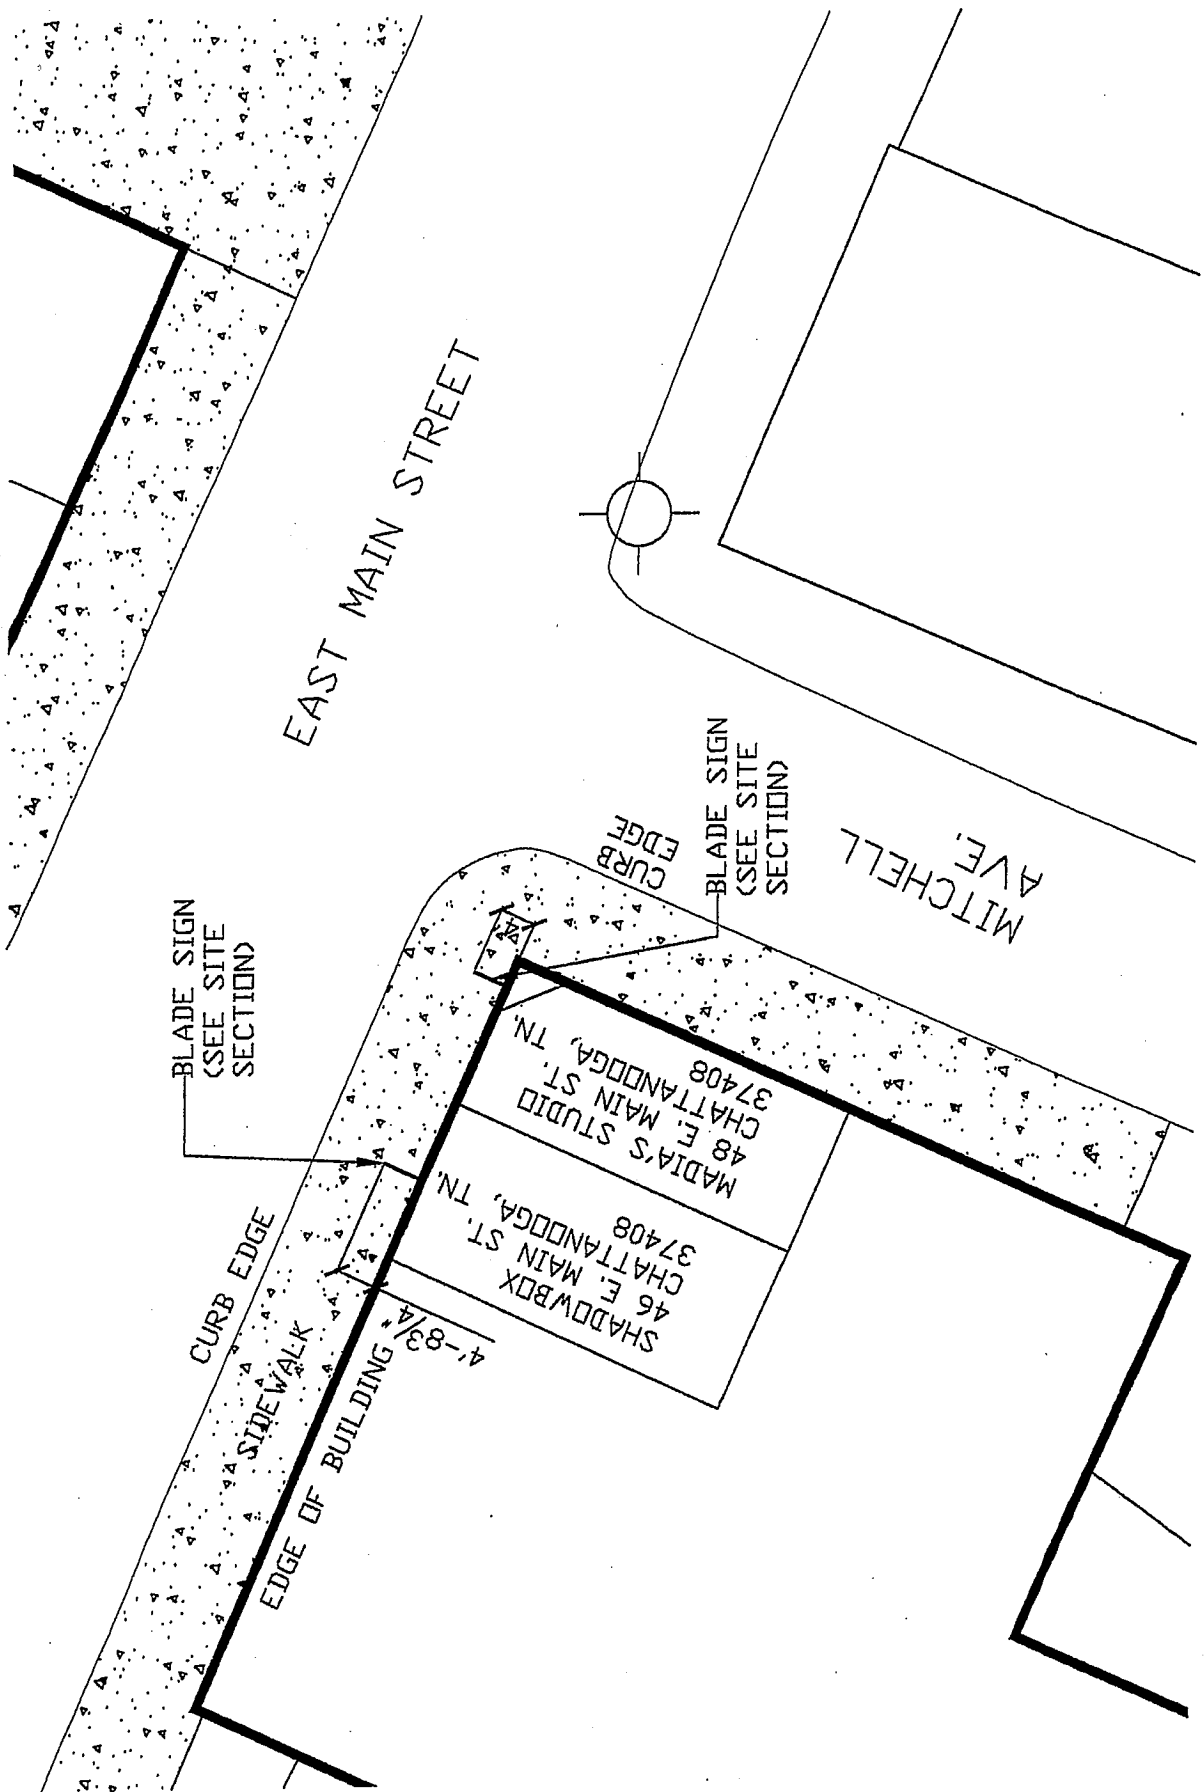 EAST MAIN STREET
BLADE SIGN
(SEE SITE
SECTION)
BLADE SIGN
(SEE SITE
SECTION)
CURB
EDGE
MITCHELL
AVE.
4'
CURB EDGE
SIDEWALK
EDGE OF BUILDING
4'-8 3/4"
MADIA'S STUDIO
48 E. MAIN ST.
CHATTANOOGA, TN.
37408
SHADOWBOX
46 E. MAIN ST.
CHATTANOOGA, TN.
37408